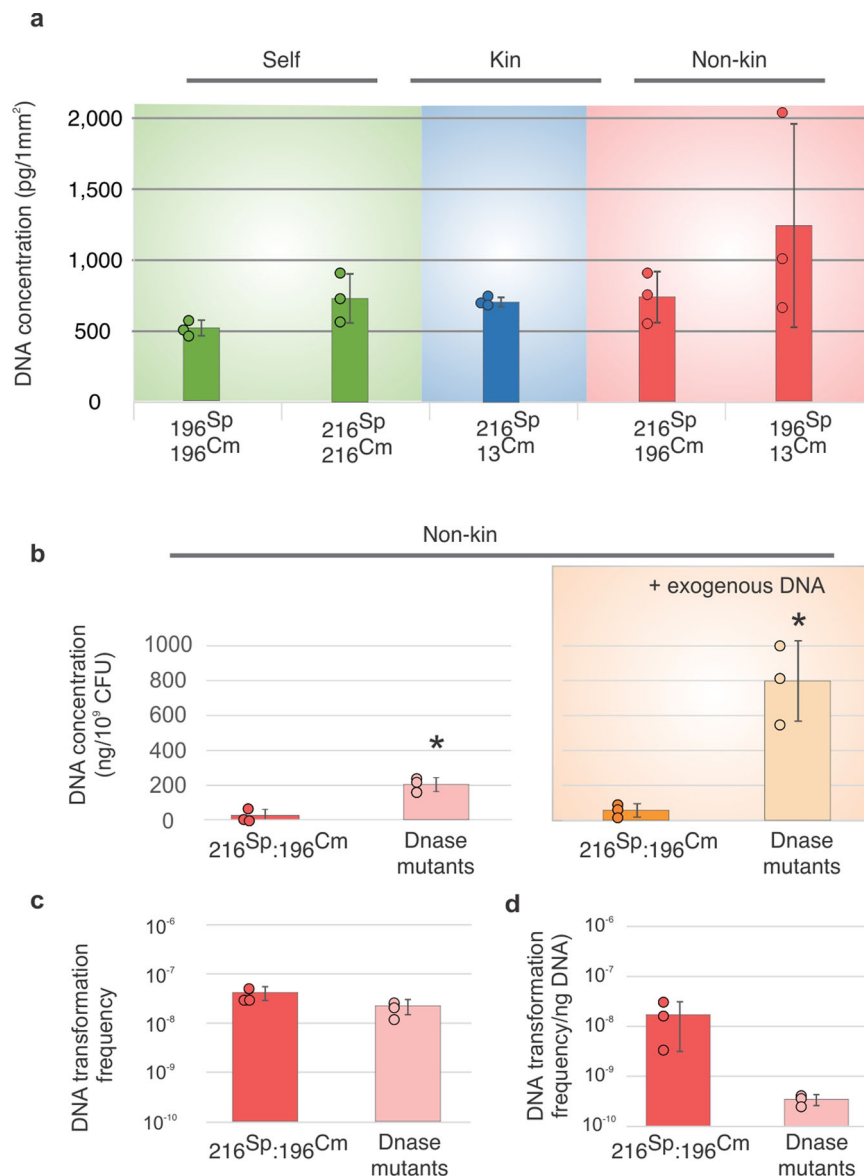 a
Self Kin Non-kin
DNA concentration (pg/1mm²)
2,000
1,500
1,000
500
0
196Sp 216Sp 216Sp 216Sp 196Sp
196Cm 216Cm 13Cm 196Cm 13Cm
b
Non-kin
+ exogenous DNA
DNA concentration
(ng/10⁹ CFU)
1000
800
600
400
200
0
*
*
216Sp:196Cm Dnase
mutants
216Sp:196Cm Dnase
mutants
c
DNA transformation
frequency
10⁻⁶
10⁻⁷
10⁻⁸
10⁻⁹
10⁻¹⁰
216Sp:196Cm Dnase
mutants
d
DNA transformation
frequency/ng DNA)
10⁻⁶
10⁻⁷
10⁻⁸
10⁻⁹
10⁻¹⁰
216Sp:196Cm Dnase
mutants